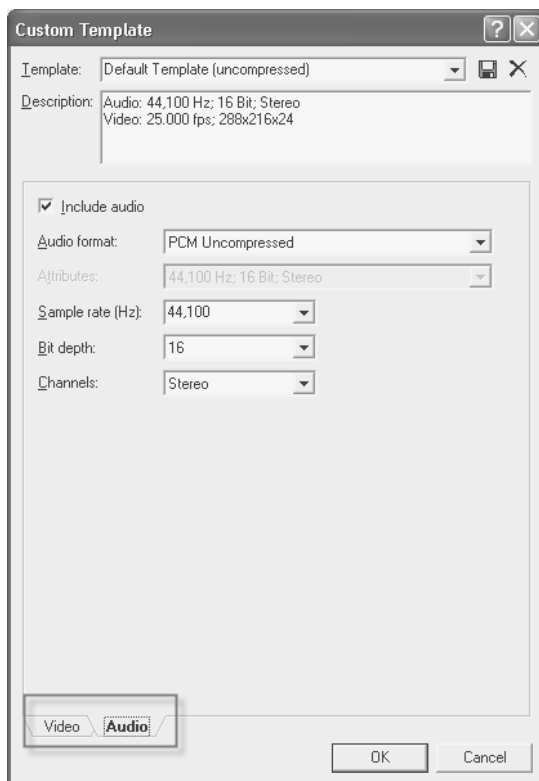 Custom Template
Template: Default Template (uncompressed)
Description: Audio: 44,100 Hz; 16 Bit; Stereo
Video: 25.000 fps; 288x216x24
Include audio
Audio format: PCM Uncompressed
Attributes: 44,100 Hz; 16 Bit; Stereo
Sample rate (Hz): 44,100
Bit depth: 16
Channels: Stereo
Video Audio
OK Cancel